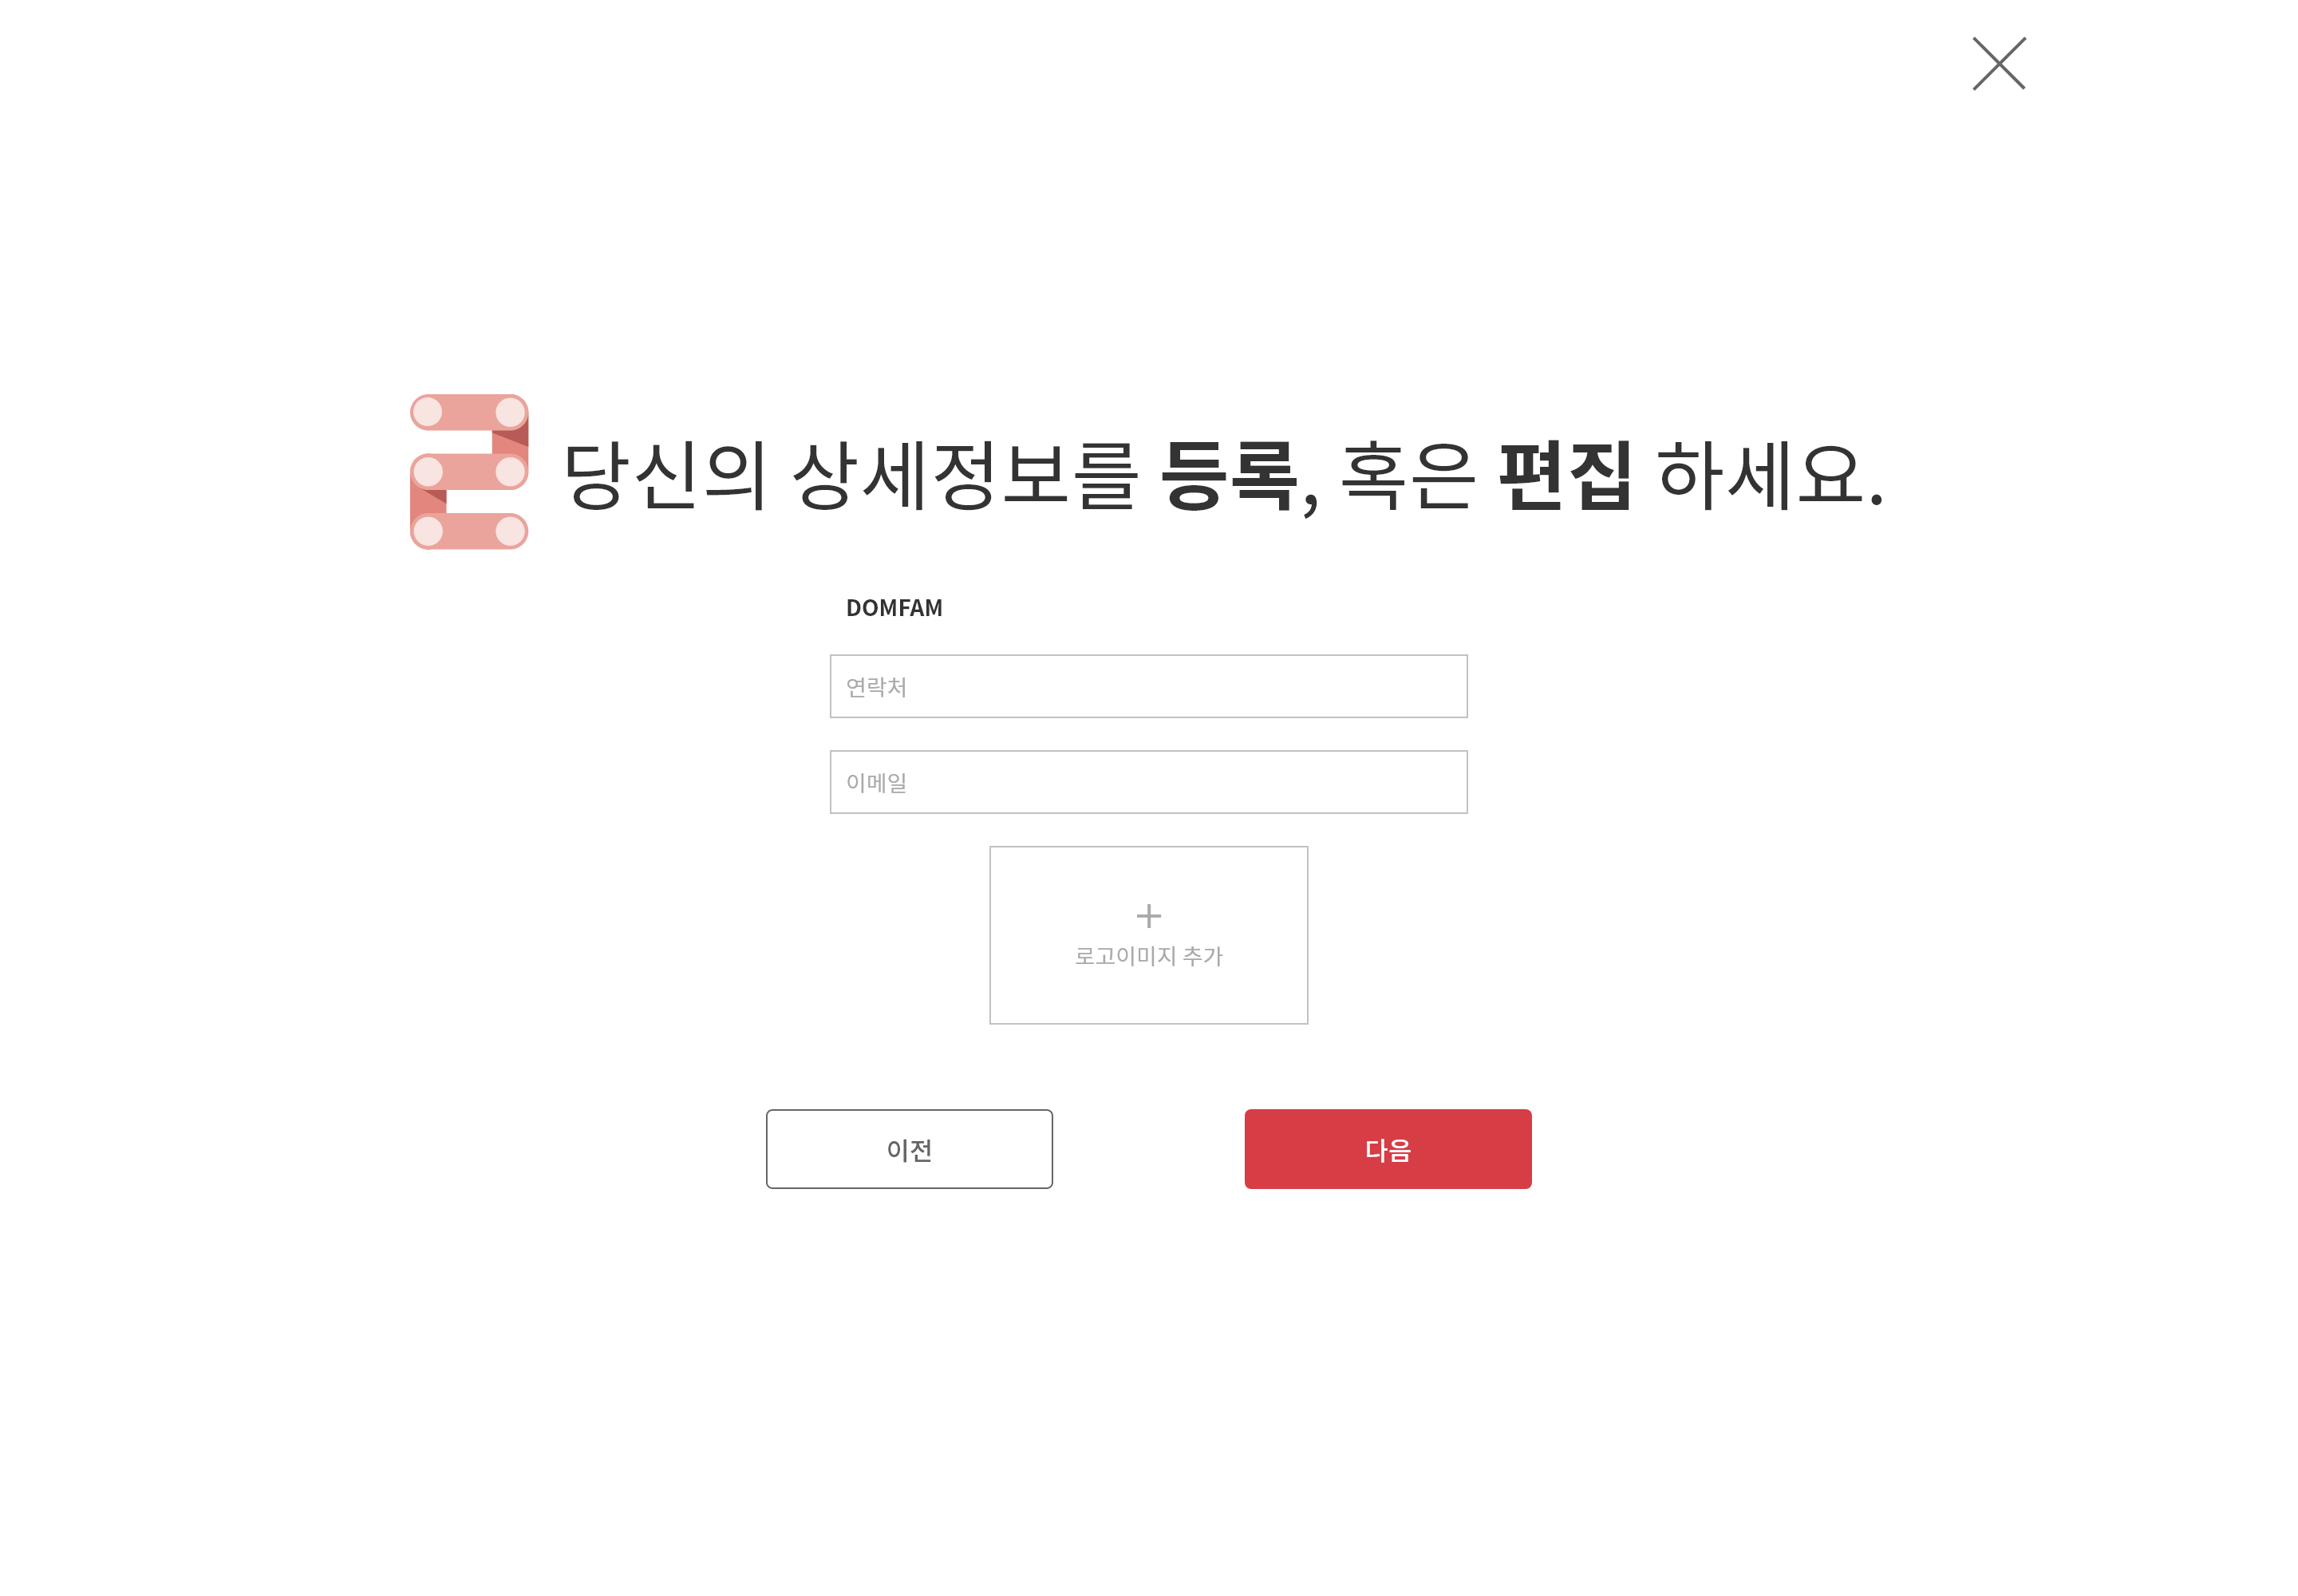 당신의 상세정보를 등록, 혹은 편집 하세요.
DOMFAM
연락처
이메일
로고이미지 추가
이전
다음